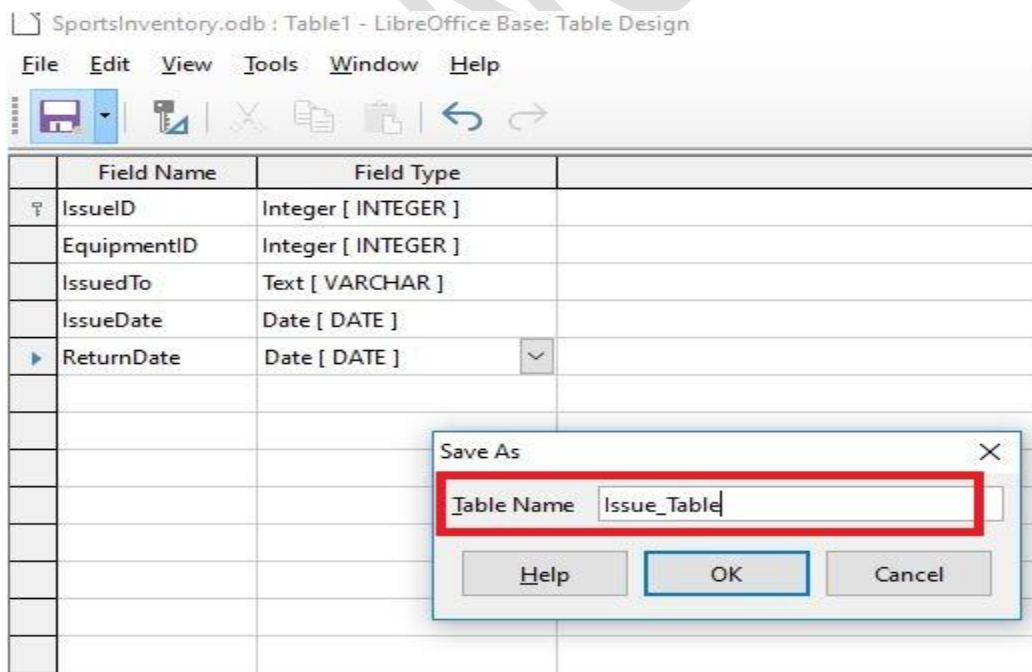 SportsInventory.odb : Table1 - LibreOffice Base: Table Design
File Edit View Tools Window Help
Field Name Field Type
IssueID Integer [ INTEGER ]
EquipmentID Integer [ INTEGER ]
IssuedTo Text [ VARCHAR ]
IssueDate Date [ DATE ]
ReturnDate Date [ DATE ]
Save As
Table Name Issue_Table
Help OK Cancel